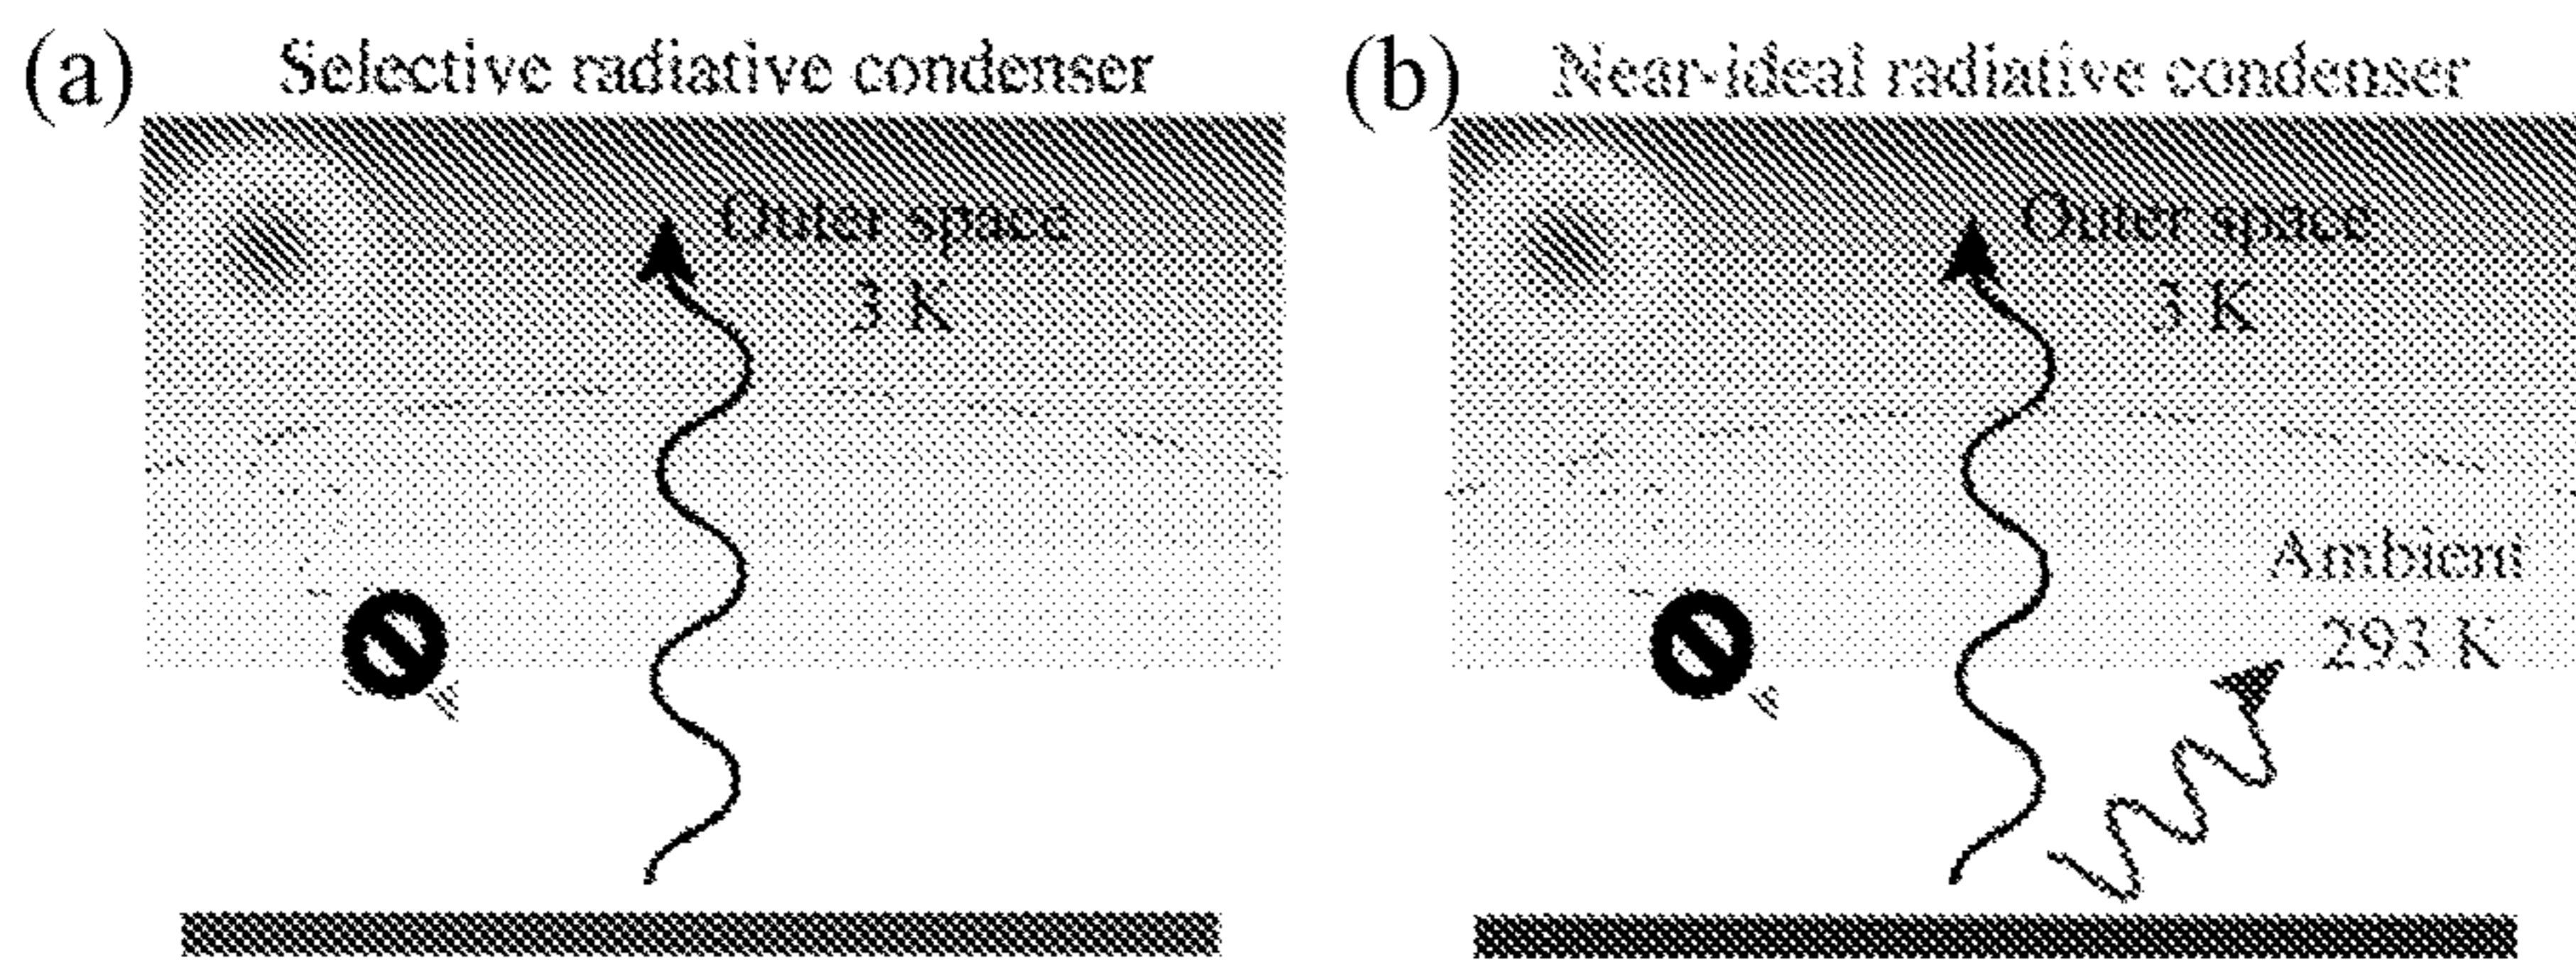 (a) Selective radiative condenser
Outer space
3 K
(b) Near-ideal radiative condenser
Outer space
3 K
Ambient
293 K